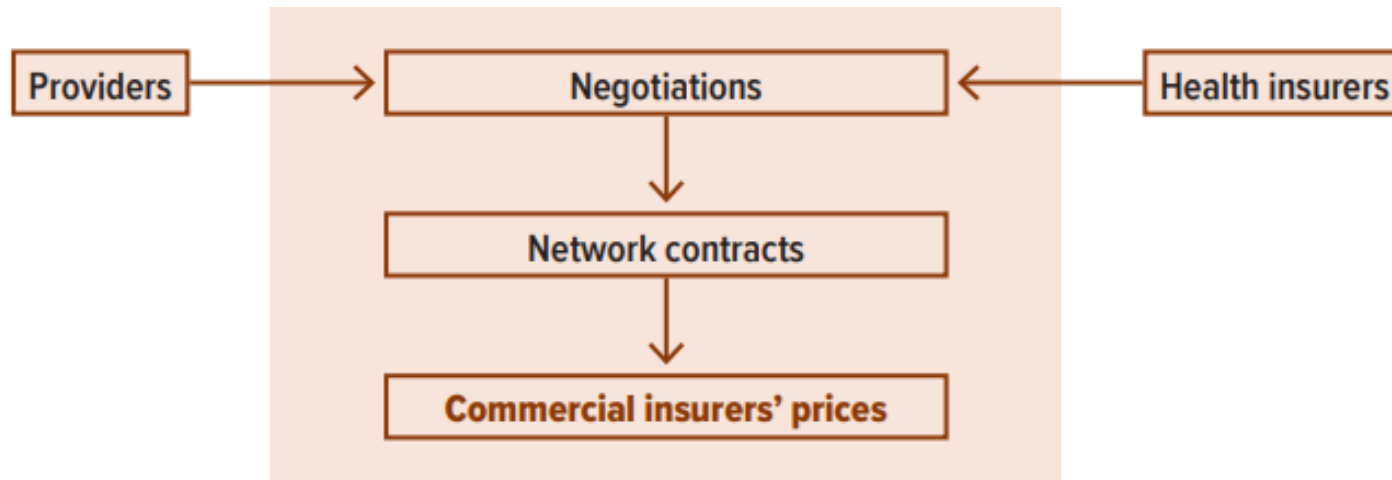 Providers
Negotiations
Health insurers
Network contracts
Commercial insurers’ prices